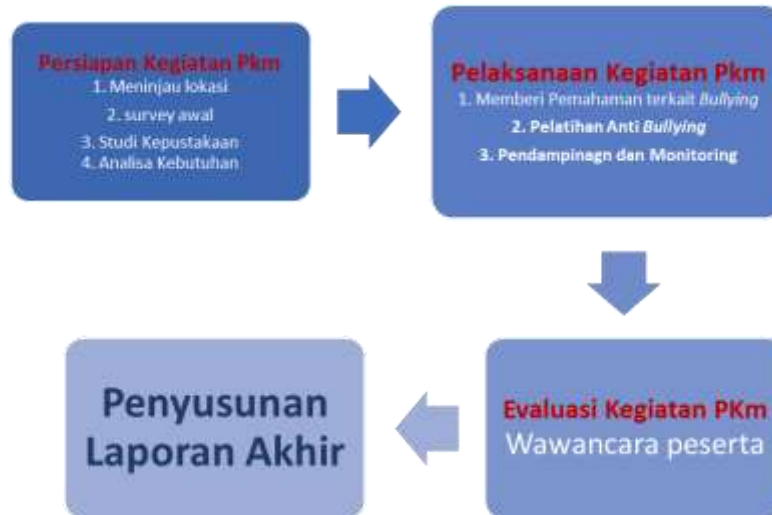 Persiapan Kegiatan Pkm
1. Meninjau lokasi
2. survey awal
3. Studi Kepustakaan
4. Analisa Kebutuhan
Pelaksanaan Kegiatan Pkm
1. Memberi Pemahaman terkait Bullying
2. Pelatihan Anti Bullying
3. Pendampinagn dan Monitoring
Evaluasi Kegiatan PKm
Wawancara peserta
Penyusunan
Laporan Akhir